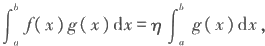 ∫_a^b f(x)g(x)dx = η ∫_a^b g(x)dx,